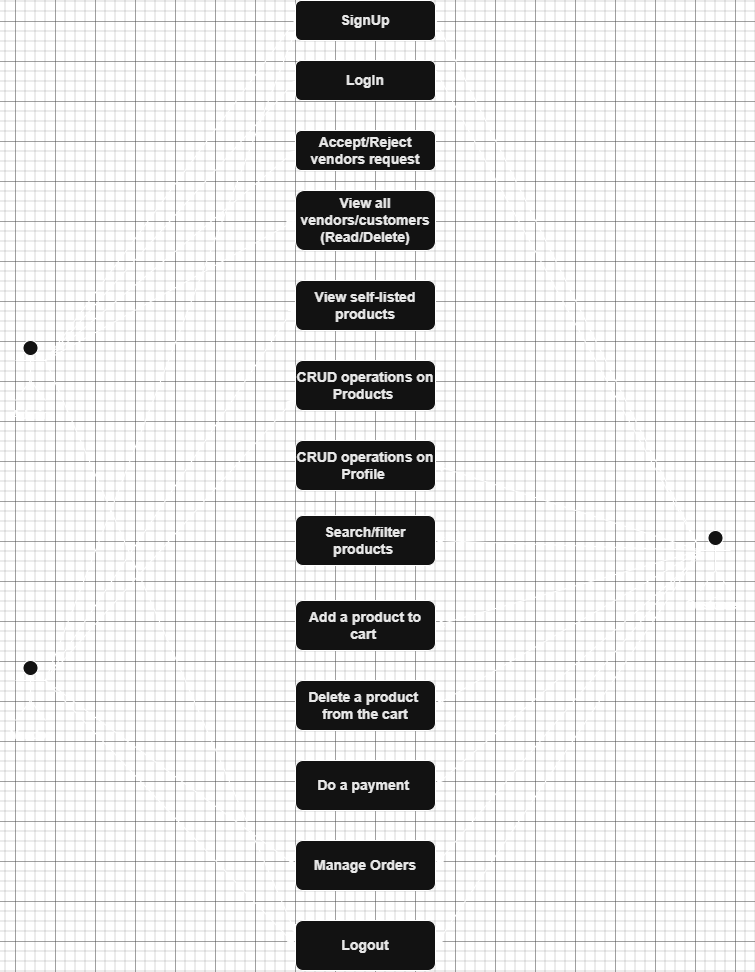 SignUp
Login
Accept/Reject
vendors request
View all
vendors/customers
(Read/Delete)
View self-listed
products
CRUD operations on
Products
CRUD operations on
Profile
Search/filter
products
Add a product to
cart
Delete a product
from the cart
Do a payment
Manage Orders
Logout